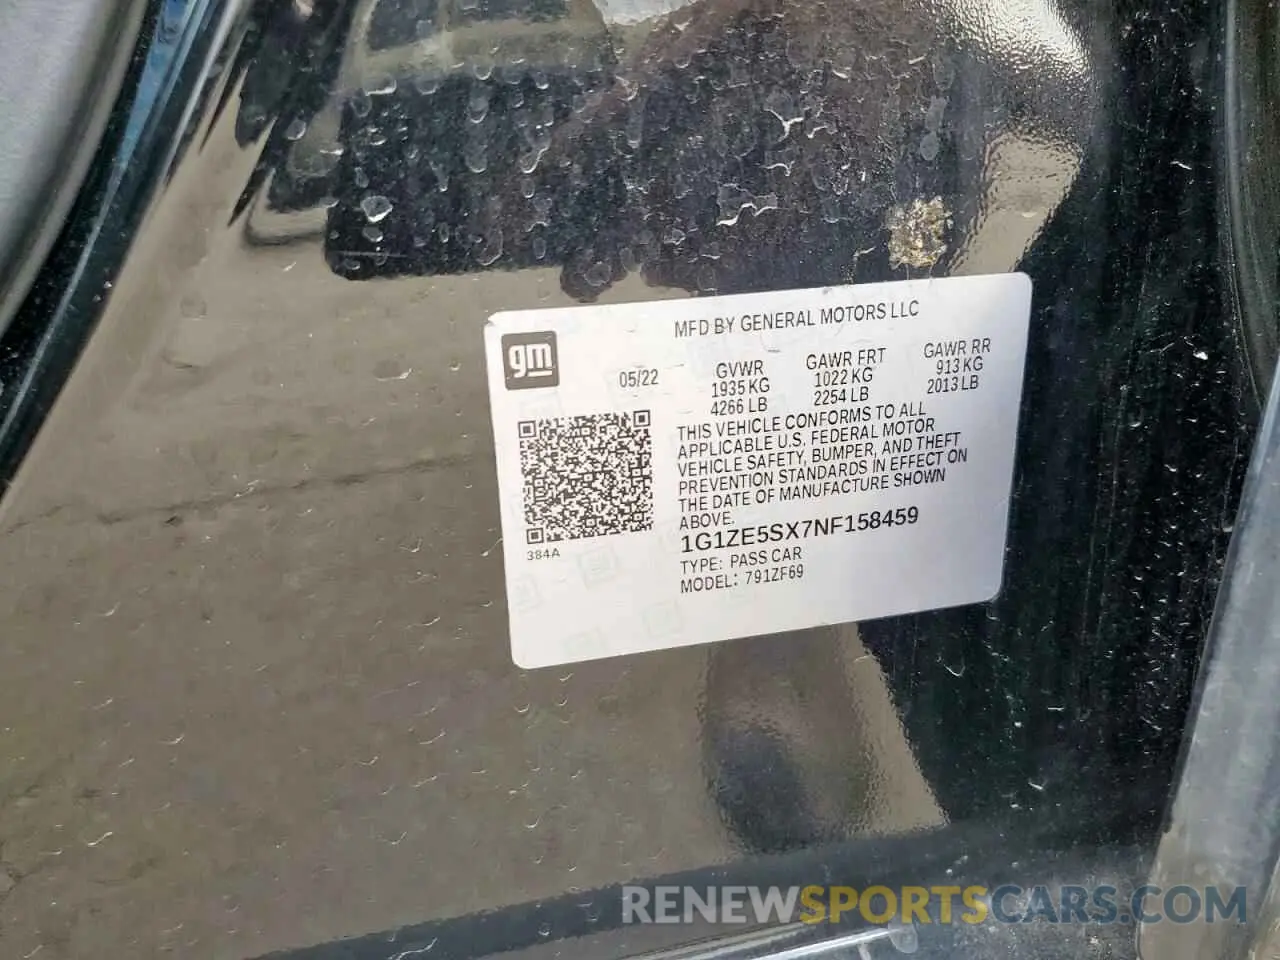 MFD BY GENERAL MOTORS LLC
gm
05/22
GVWR
1935 KG
4266 LB
GAWR FRT
1022 KG
2254 LB
GAWR RR
913 KG
2013 LB
THIS VEHICLE CONFORMS TO ALL
APPLICABLE U.S. FEDERAL MOTOR
VEHICLE SAFETY, BUMPER, AND THEFT
PREVENTION STANDARDS IN EFFECT ON
THE DATE OF MANUFACTURE SHOWN
ABOVE.
1G1ZE5SX7NF158459
TYPE: PASS CAR
MODEL: 791ZF69
384A
RENEWSPORTSCARS.COM